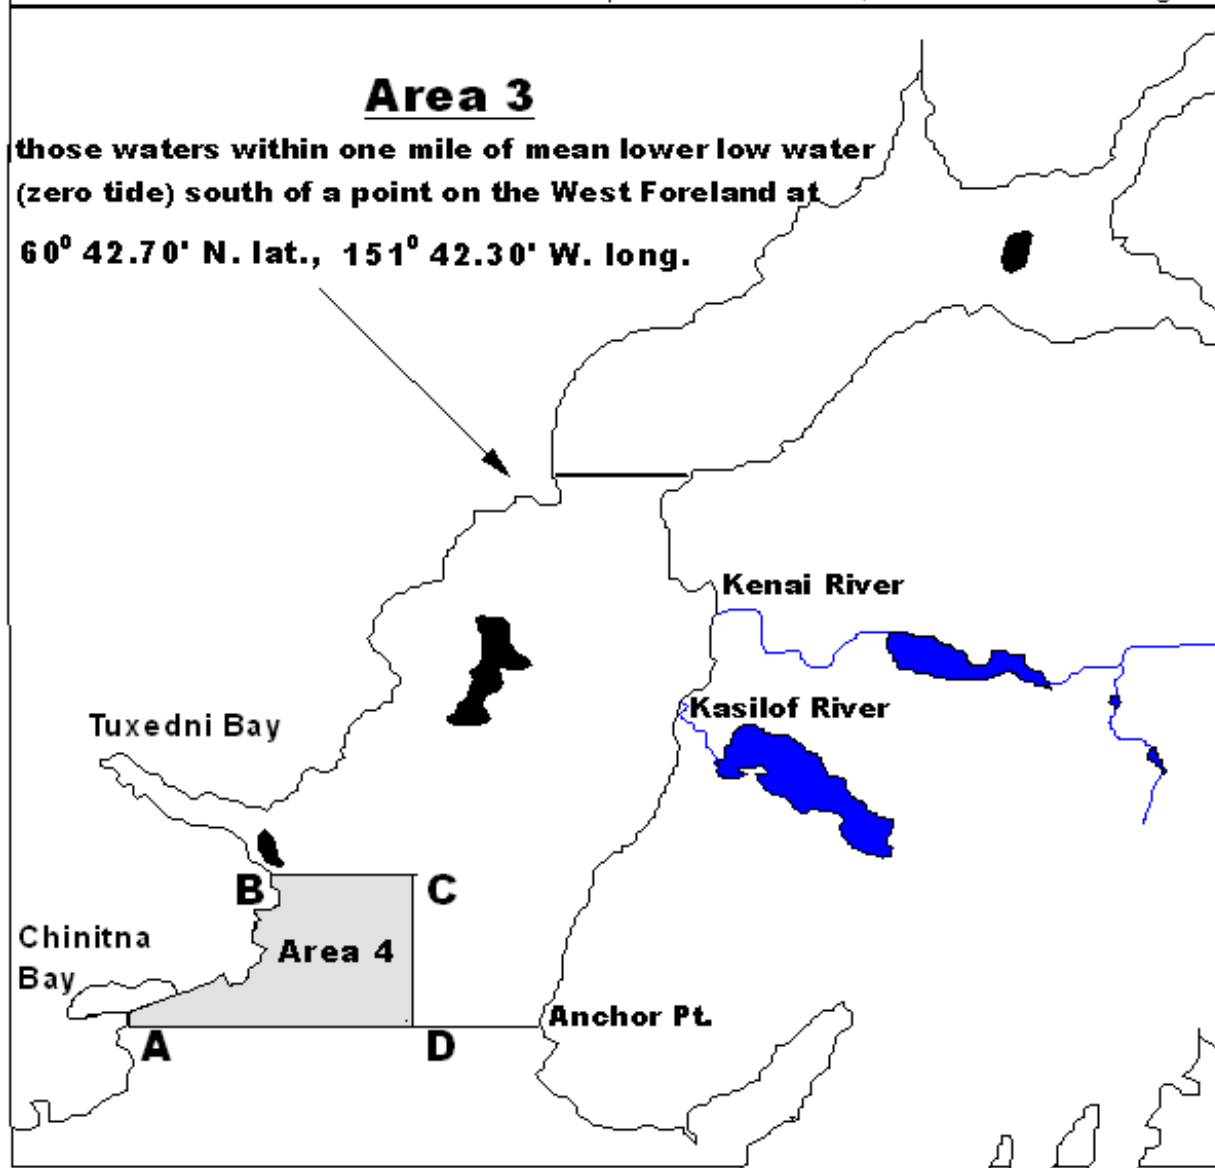 Area 3
those waters within one mile of mean lower low water
(zero tide) south of a point on the West Foreland at
60⁰ 42.70' N. lat., 151⁰ 42.30' W. long.
Kenai River
Kasilof River
Tuxedni Bay
B
C
Chinitna
Bay
Area 4
Anchor Pt.
A
D